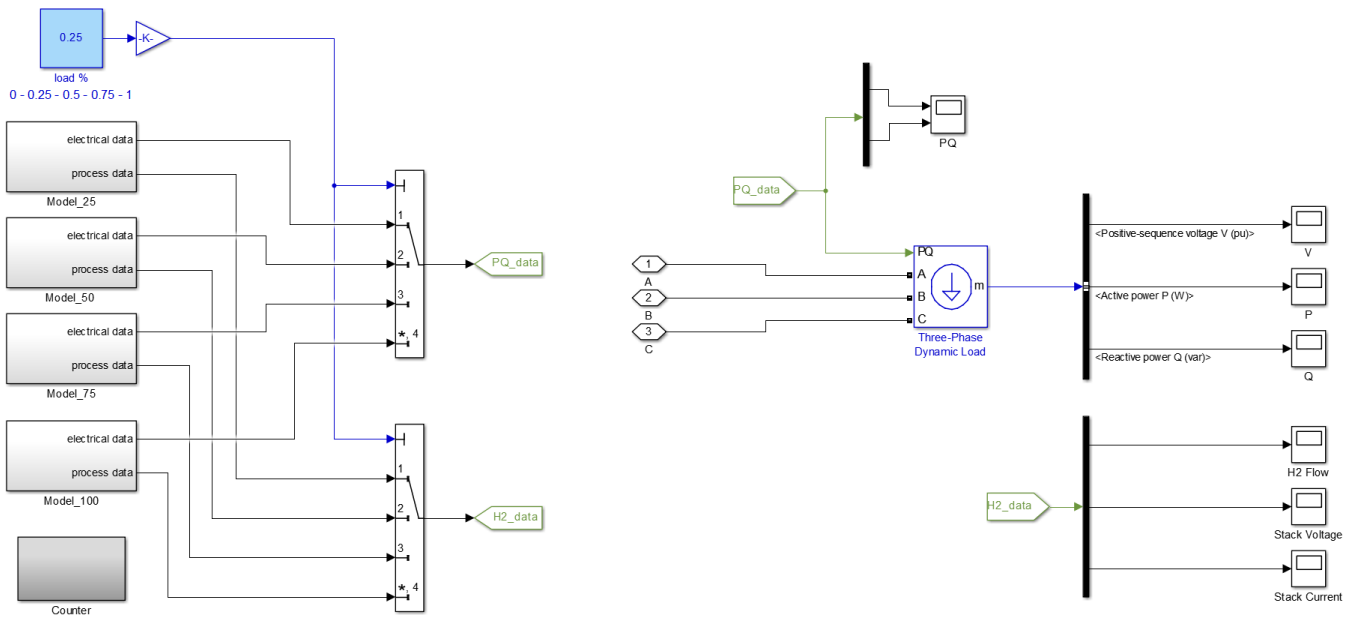 0.25
-K-
load %
0 - 0.25 - 0.5 - 0.75 - 1
electrical data
process data
Model_25
electrical data
process data
Model_50
electrical data
process data
Model_75
electrical data
process data
Model_100
Counter
1
2
3
*, 4
PQ_data
1
2
3
*, 4
H2_data
PQ
PQ_data
1
A
2
B
3
C
PQ
A
B
C
m
Three-Phase
Dynamic Load
<Positive-sequence voltage V (pu)>
<Active power P (W)>
<Reactive power Q (var)>
V
P
Q
H2_data
H2 Flow
Stack Voltage
Stack Current